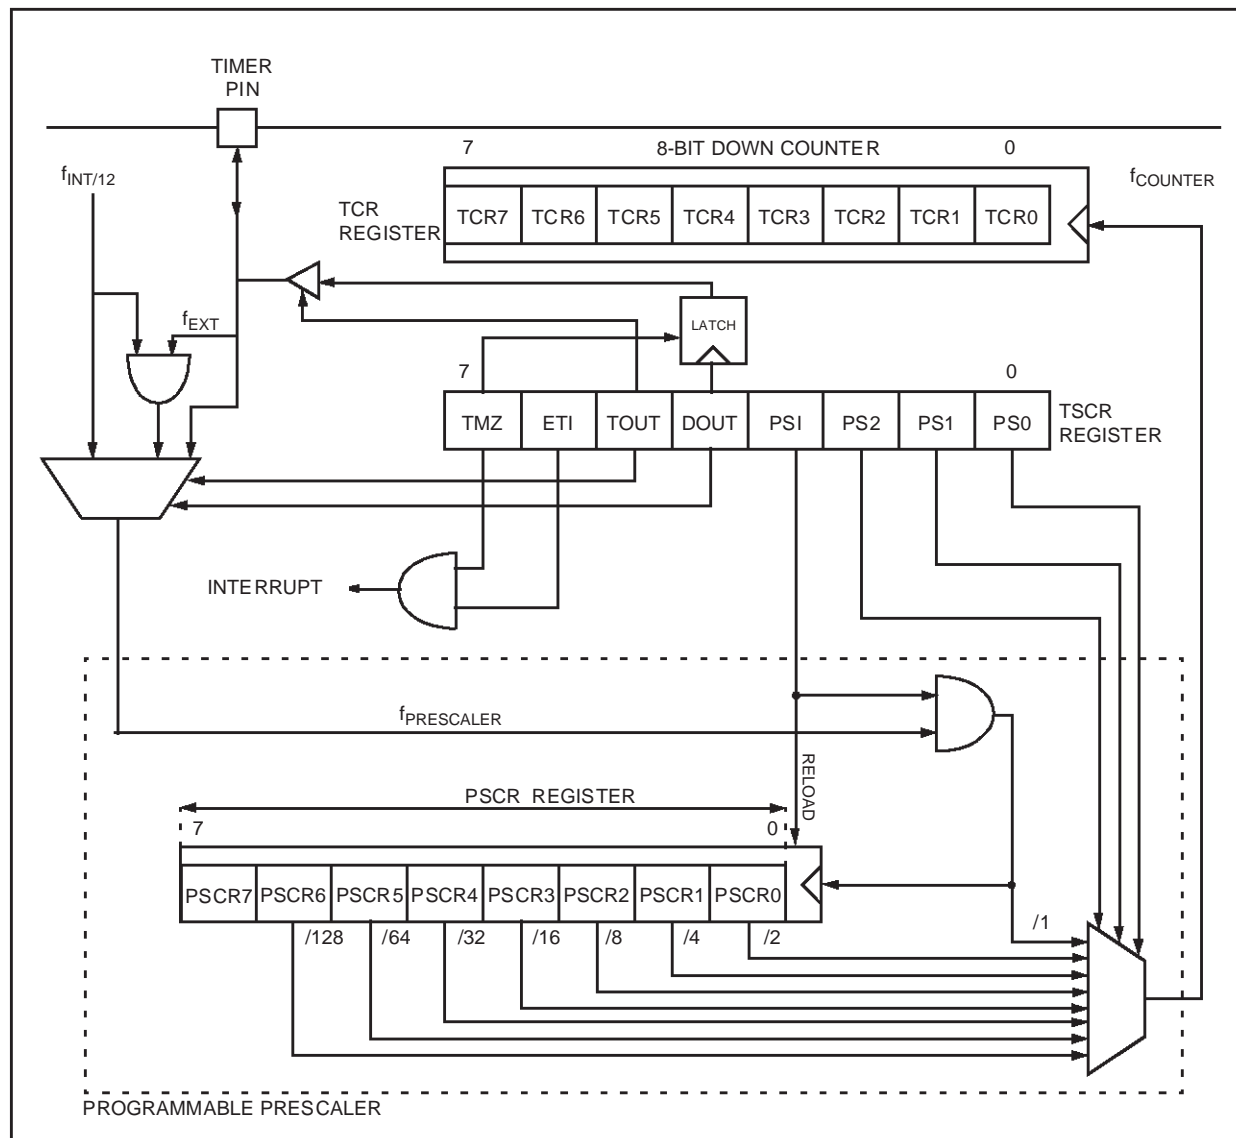 TIMER
PIN
7 8-BIT DOWN COUNTER 0
fINT/12
fCOUNTER
TCR
REGISTER
TCR7 TCR6 TCR5 TCR4 TCR3 TCR2 TCR1 TCR0
fEXT
LATCH
7 0
TMZ ETI TOUT DOUT PSI PS2 PS1 PS0
TSCR
REGISTER
INTERRUPT
fPRESCALER
RELOAD
PSCR REGISTER
7 0
PSCR7 PSCR6 PSCR5 PSCR4 PSCR3 PSCR2 PSCR1 PSCR0
/128 /64 /32 /16 /8 /4 /2 /1
PROGRAMMABLE PRESCALER